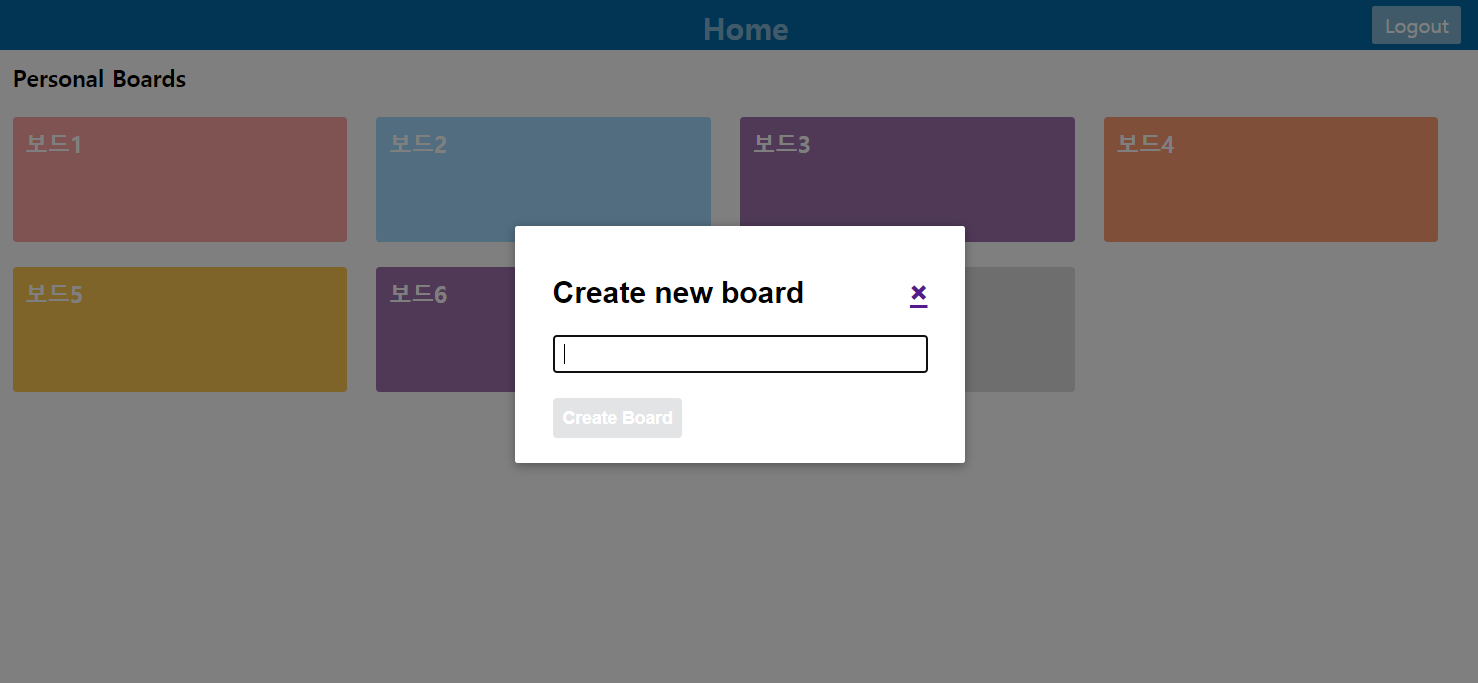 Home
Logout
Personal Boards
보드1
보드2
보드3
보드4
보드5
보드6
Create new board
×
Create Board